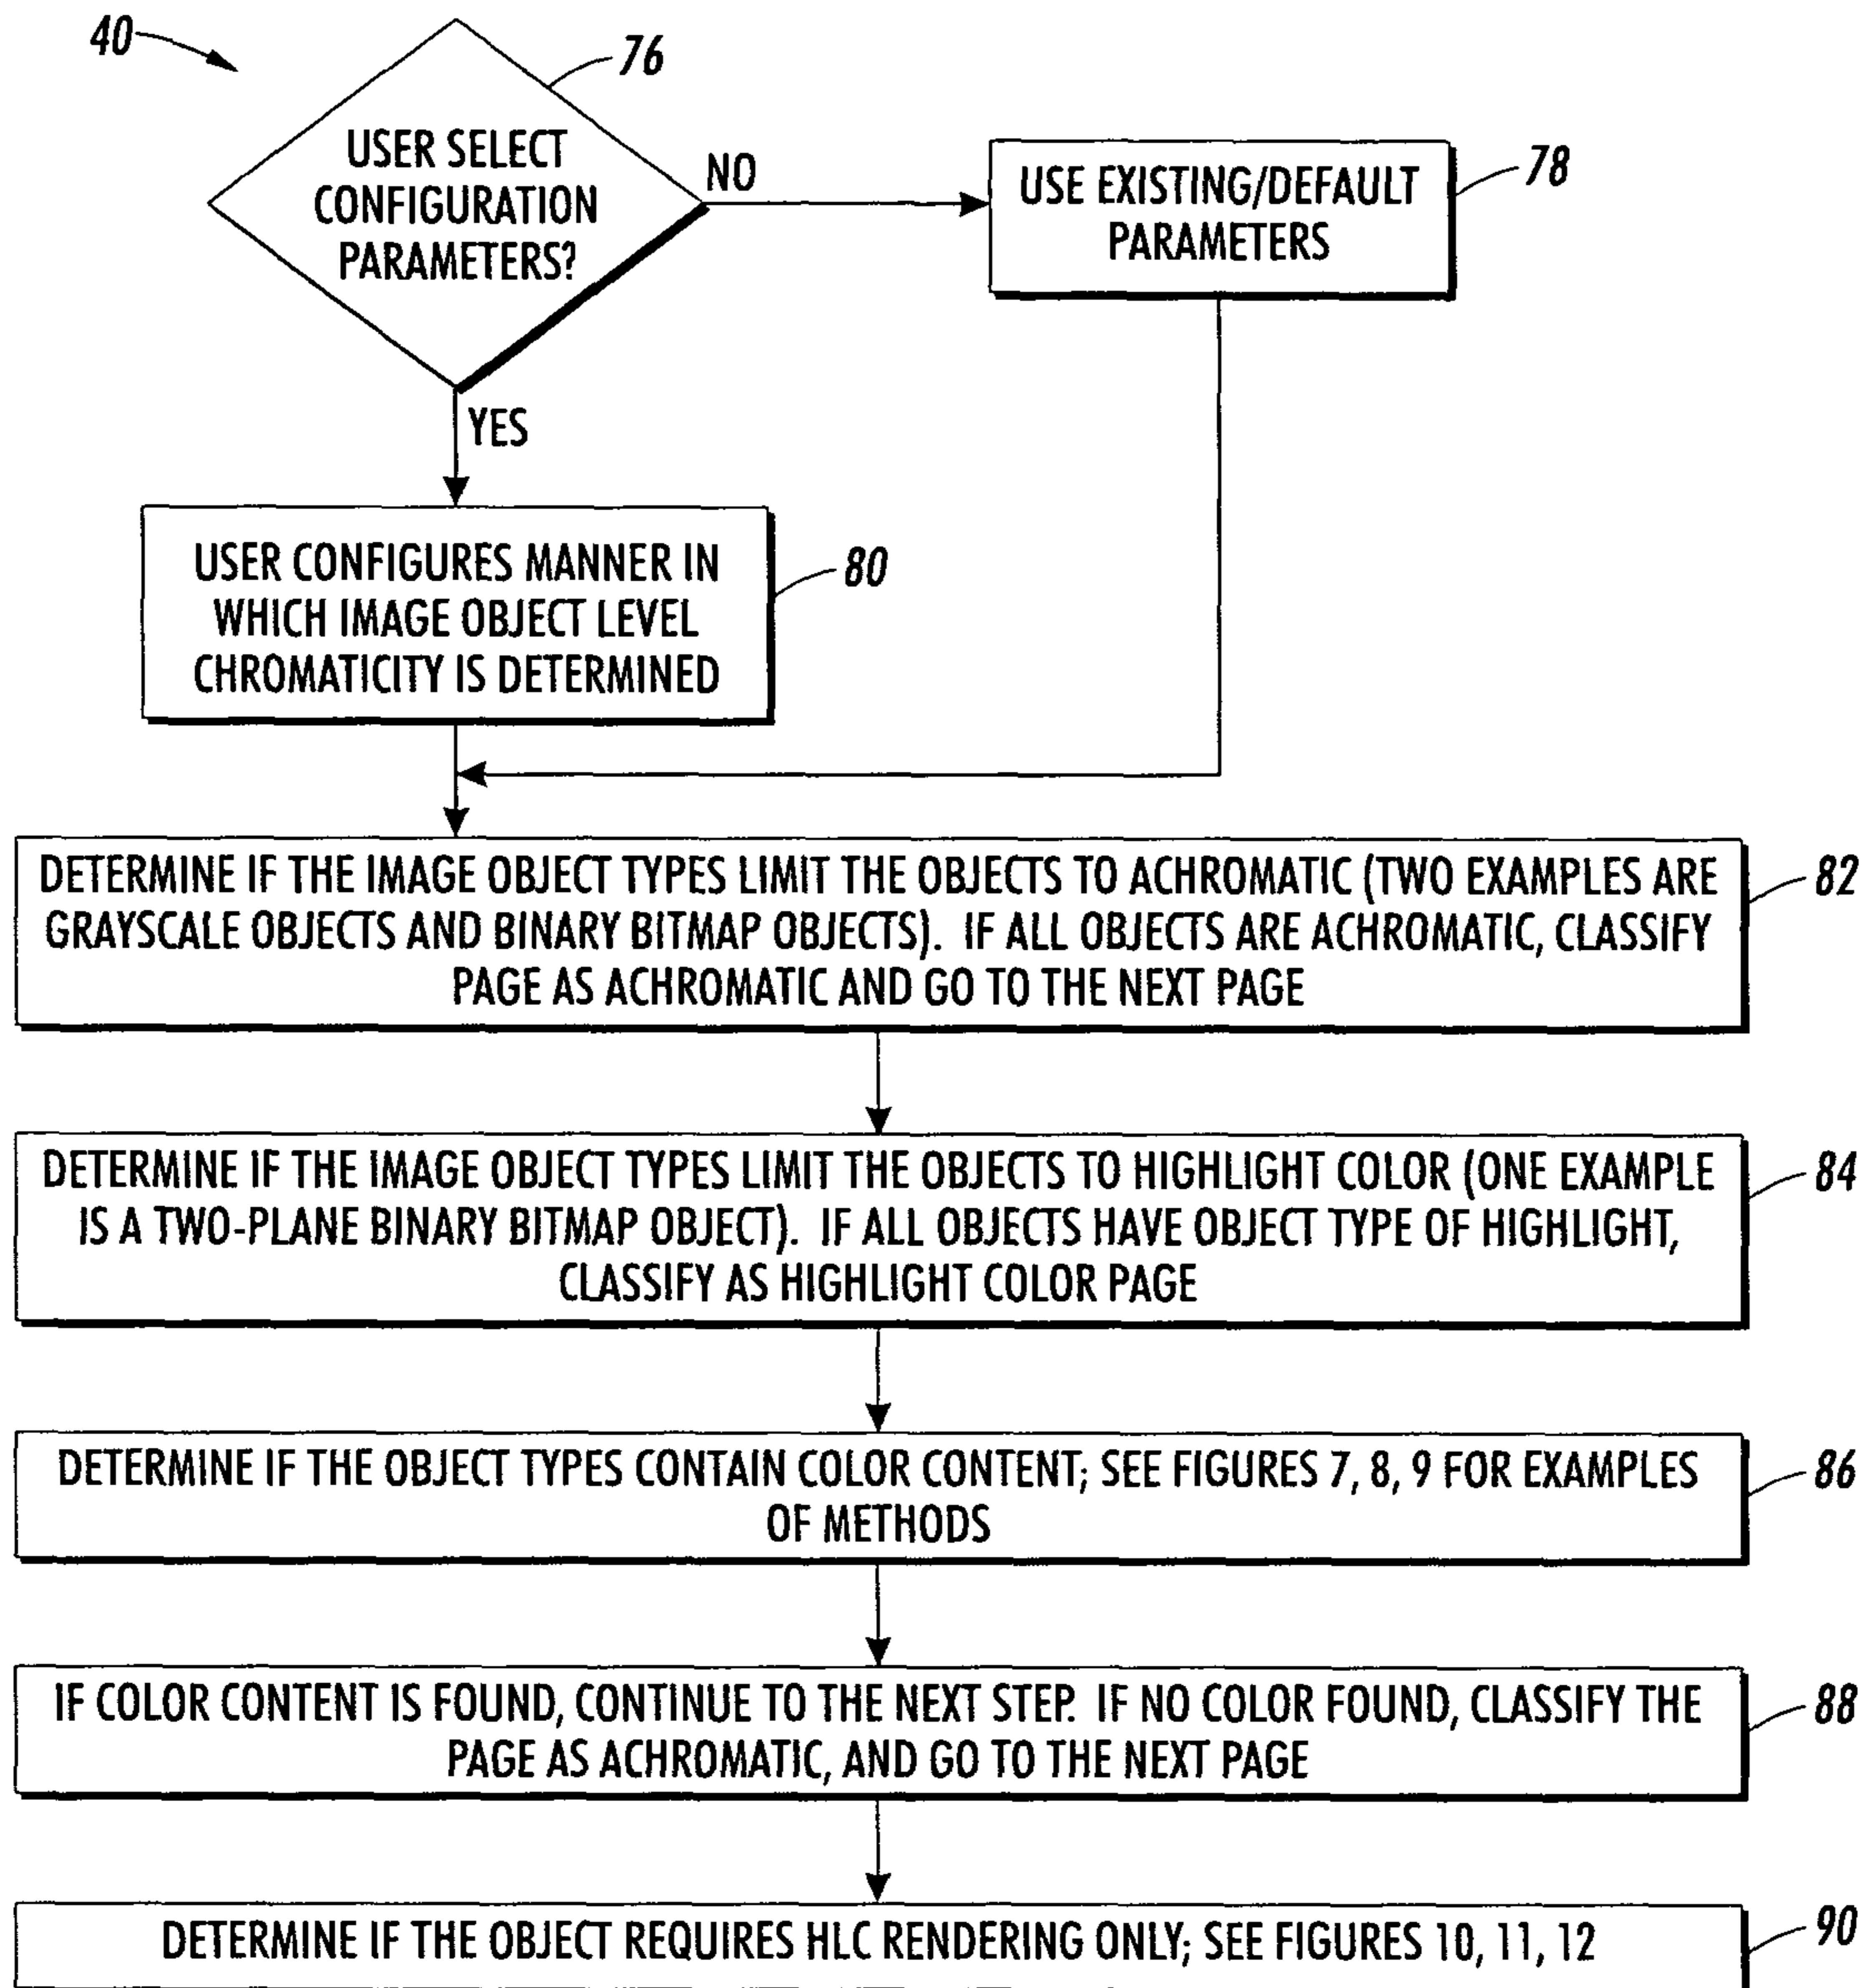 40
76
USER SELECT
CONFIGURATION
PARAMETERS?
NO
USE EXISTING/DEFAULT
PARAMETERS
78
YES
USER CONFIGURES MANNER IN
WHICH IMAGE OBJECT LEVEL
CHROMATICITY IS DETERMINED
80
DETERMINE IF THE IMAGE OBJECT TYPES LIMIT THE OBJECTS TO ACHROMATIC (TWO EXAMPLES ARE
GRAYSCALE OBJECTS AND BINARY BITMAP OBJECTS). IF ALL OBJECTS ARE ACHROMATIC, CLASSIFY
PAGE AS ACHROMATIC AND GO TO THE NEXT PAGE
82
DETERMINE IF THE IMAGE OBJECT TYPES LIMIT THE OBJECTS TO HIGHLIGHT COLOR (ONE EXAMPLE
IS A TWO-PLANE BINARY BITMAP OBJECT). IF ALL OBJECTS HAVE OBJECT TYPE OF HIGHLIGHT,
CLASSIFY AS HIGHLIGHT COLOR PAGE
84
DETERMINE IF THE OBJECT TYPES CONTAIN COLOR CONTENT; SEE FIGURES 7, 8, 9 FOR EXAMPLES
OF METHODS
86
IF COLOR CONTENT IS FOUND, CONTINUE TO THE NEXT STEP. IF NO COLOR FOUND, CLASSIFY THE
PAGE AS ACHROMATIC, AND GO TO THE NEXT PAGE
88
DETERMINE IF THE OBJECT REQUIRES HLC RENDERING ONLY; SEE FIGURES 10, 11, 12
90